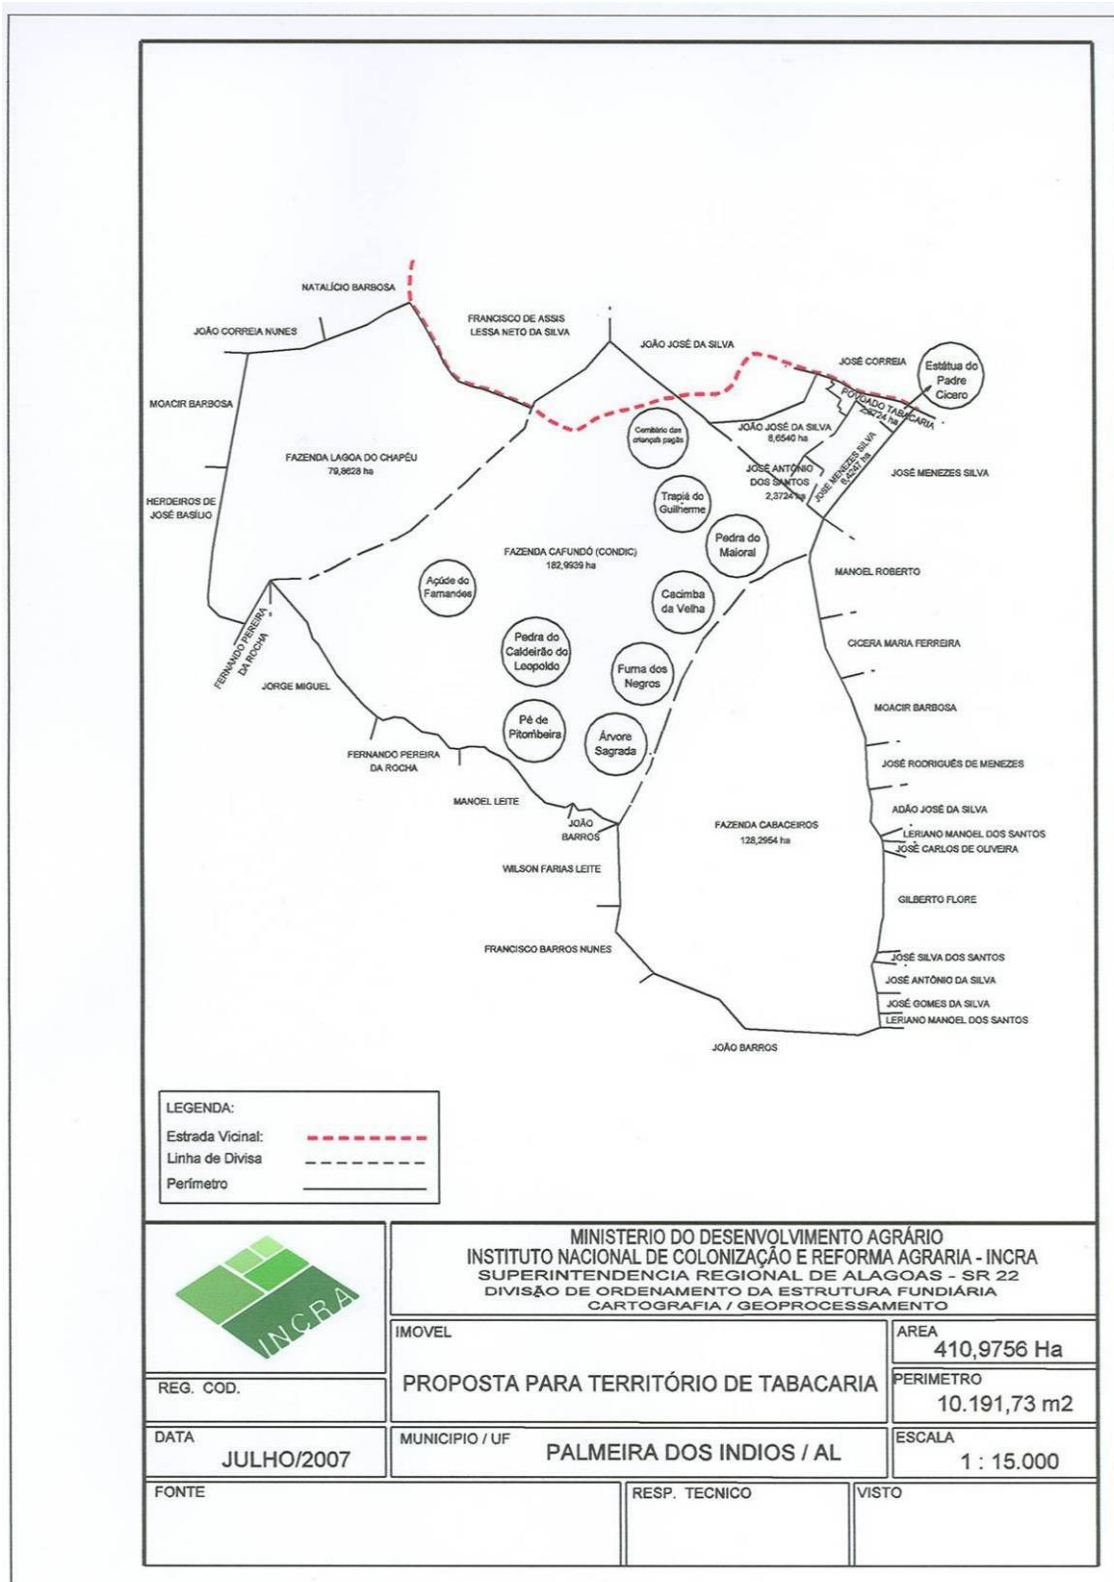 NATALÍCIO BARBOSA
FRANCISCO DE ASSIS
LESSA NETO DA SILVA
JOÃO CORREIA NUNES
JOÃO JOSÉ DA SILVA
JOSÉ CORREIA
Estátua do
Padre
Cícero
MOACIR BARBOSA
POVOADO TABACARIA
Cemitério das
crianças pagãs
JOÃO JOSÉ DA SILVA
8,6540 ha
FAZENDA LAGOA DO CHAPÉU
79,8628 ha
JOSÉ ANTÔNIO
DOS SANTOS
2,3724 ha
JOSÉ MENEZES SILVA
8,4247 ha
JOSÉ MENEZES SILVA
HERDEIROS DE
JOSÉ BASÍLIO
Trapiá do
Guilherme
Pedra do
Maioral
FAZENDA CAFUNDÓ (CONDIC)
182,9939 ha
MANOEL ROBERTO
Açúde do
Farnandes
Cacimba
da Velha
FERNANDO PEREIRA
DA ROCHA
CICERA MARIA FERREIRA
Pedra do
Caldeirão do
Leopoldo
Furna dos
Negros
JORGE MIGUEL
MOACIR BARBOSA
Pé de
Pitombeira
Árvore
Sagrada
FERNANDO PEREIRA
DA ROCHA
JOSÉ RODRIGUES DE MENEZES
MANOEL LEITE
ADÃO JOSÉ DA SILVA
JOÃO
BARROS
FAZENDA CABACEIROS
128,2954 ha
LERIANO MANOEL DOS SANTOS
JOSÉ CARLOS DE OLIVEIRA
WILSON FARIAS LEITE
GILBERTO FLORE
FRANCISCO BARROS NUNES
JOSÉ SILVA DOS SANTOS
JOSÉ ANTÔNIO DA SILVA
JOSÉ GOMES DA SILVA
LERIANO MANOEL DOS SANTOS
JOÃO BARROS
LEGENDA:
Estrada Vicinal:
Linha de Divisa
Perímetro
INCRA
MINISTERIO DO DESENVOLVIMENTO AGRÁRIO
INSTITUTO NACIONAL DE COLONIZAÇÃO E REFORMA AGRARIA - INCRA
SUPERINTENDENCIA REGIONAL DE ALAGOAS - SR 22
DIVISÃO DE ORDENAMENTO DA ESTRUTURA FUNDIÁRIA
CARTOGRAFIA / GEOPROCESSAMENTO
IMOVEL
PROPOSTA PARA TERRITÓRIO DE TABACARIA
AREA
410,9756 Ha
PERIMETRO
10.191,73 m2
REG. COD.
DATA
JULHO/2007
MUNICIPIO / UF
PALMEIRA DOS INDIOS / AL
ESCALA
1 : 15.000
FONTE
RESP. TECNICO
VISTO